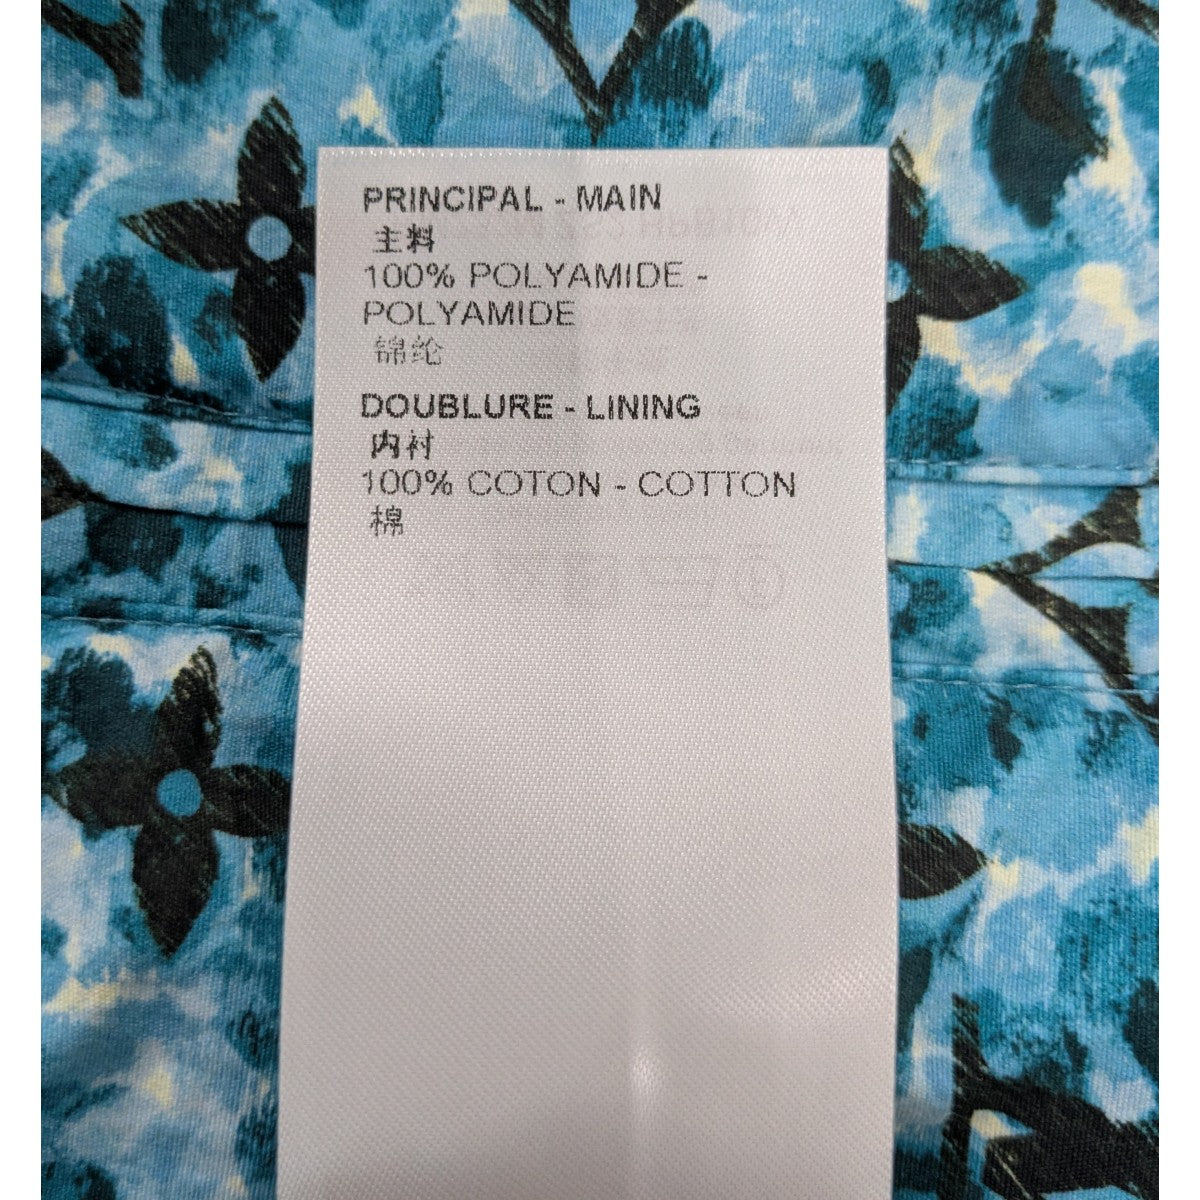 PRINCIPAL - MAIN
主料
100% POLYAMIDE -
POLYAMIDE
锦纶
DOUBLURE - LINING
内衬
100% COTON - COTTON
棉